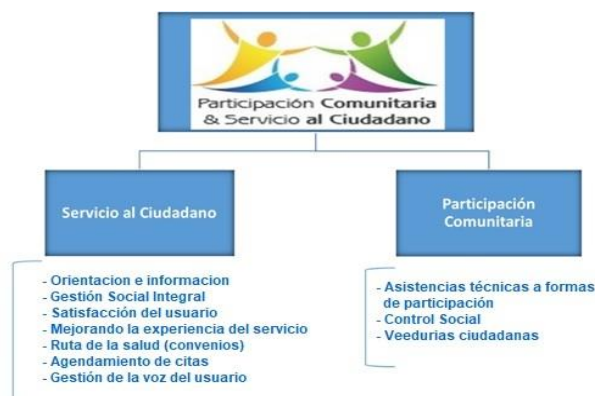 Participación Comunitaria
& Servicio al Ciudadano
Servicio al Ciudadano
- Orientacion e informacion
- Gestión Social Integral
- Satisfacción del usuario
- Mejorando la experiencia del servicio
- Ruta de la salud (convenios)
- Agendamiento de citas
- Gestión de la voz del usuario
Participación
Comunitaria
- Asistencias técnicas a formas
de participación
- Control Social
- Veedurias ciudadanas